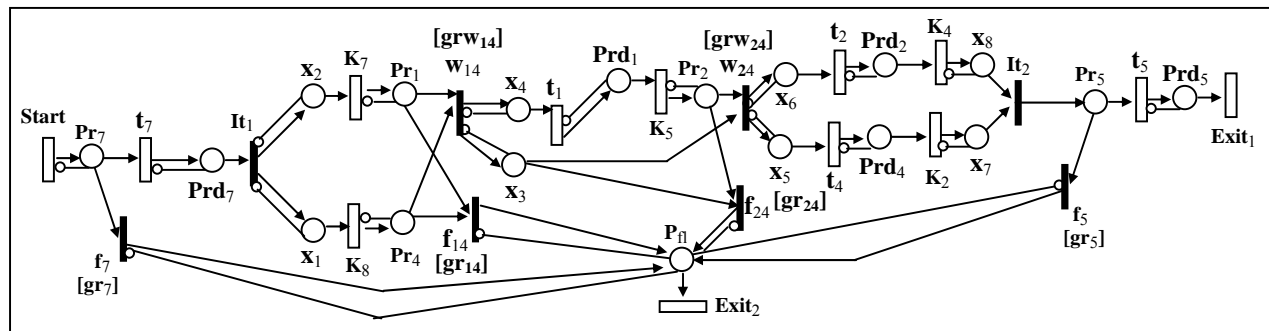 Start
Pr7
t7
Prd7
f7
[gr7]
It1
x2
x1
K7
K8
Pr1
Pr4
[grw14]
w14
f14
[gr14]
x4
x3
t1
Prd1
K5
Pr2
[grw24]
w24
x6
x5
[gr24]
f24
Pfl
Exit2
t2
Prd2
t4
Prd4
K4
K2
x8
x7
It2
Pr5
f5
[gr5]
t5
Prd5
Exit1